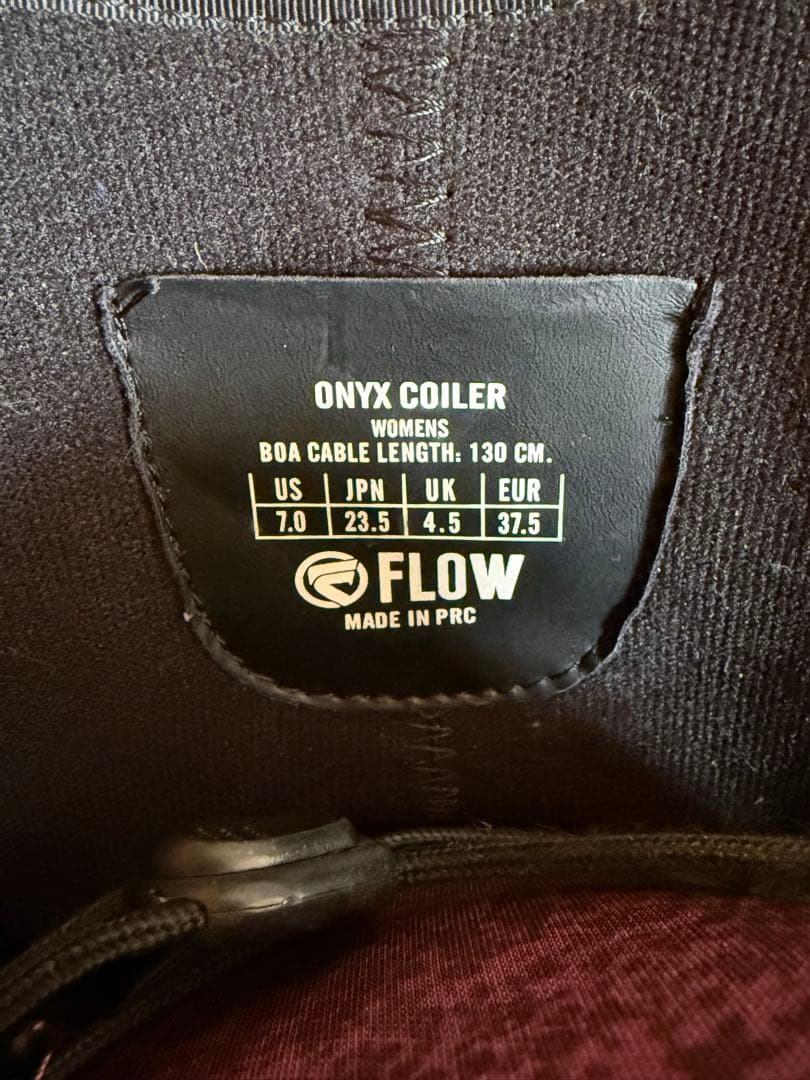 ONYX COILER
WOMENS
BOA CABLE LENGTH: 130 CM.
US JPN UK EUR
7.0 23.5 4.5 37.5
FLOW
MADE IN PRC